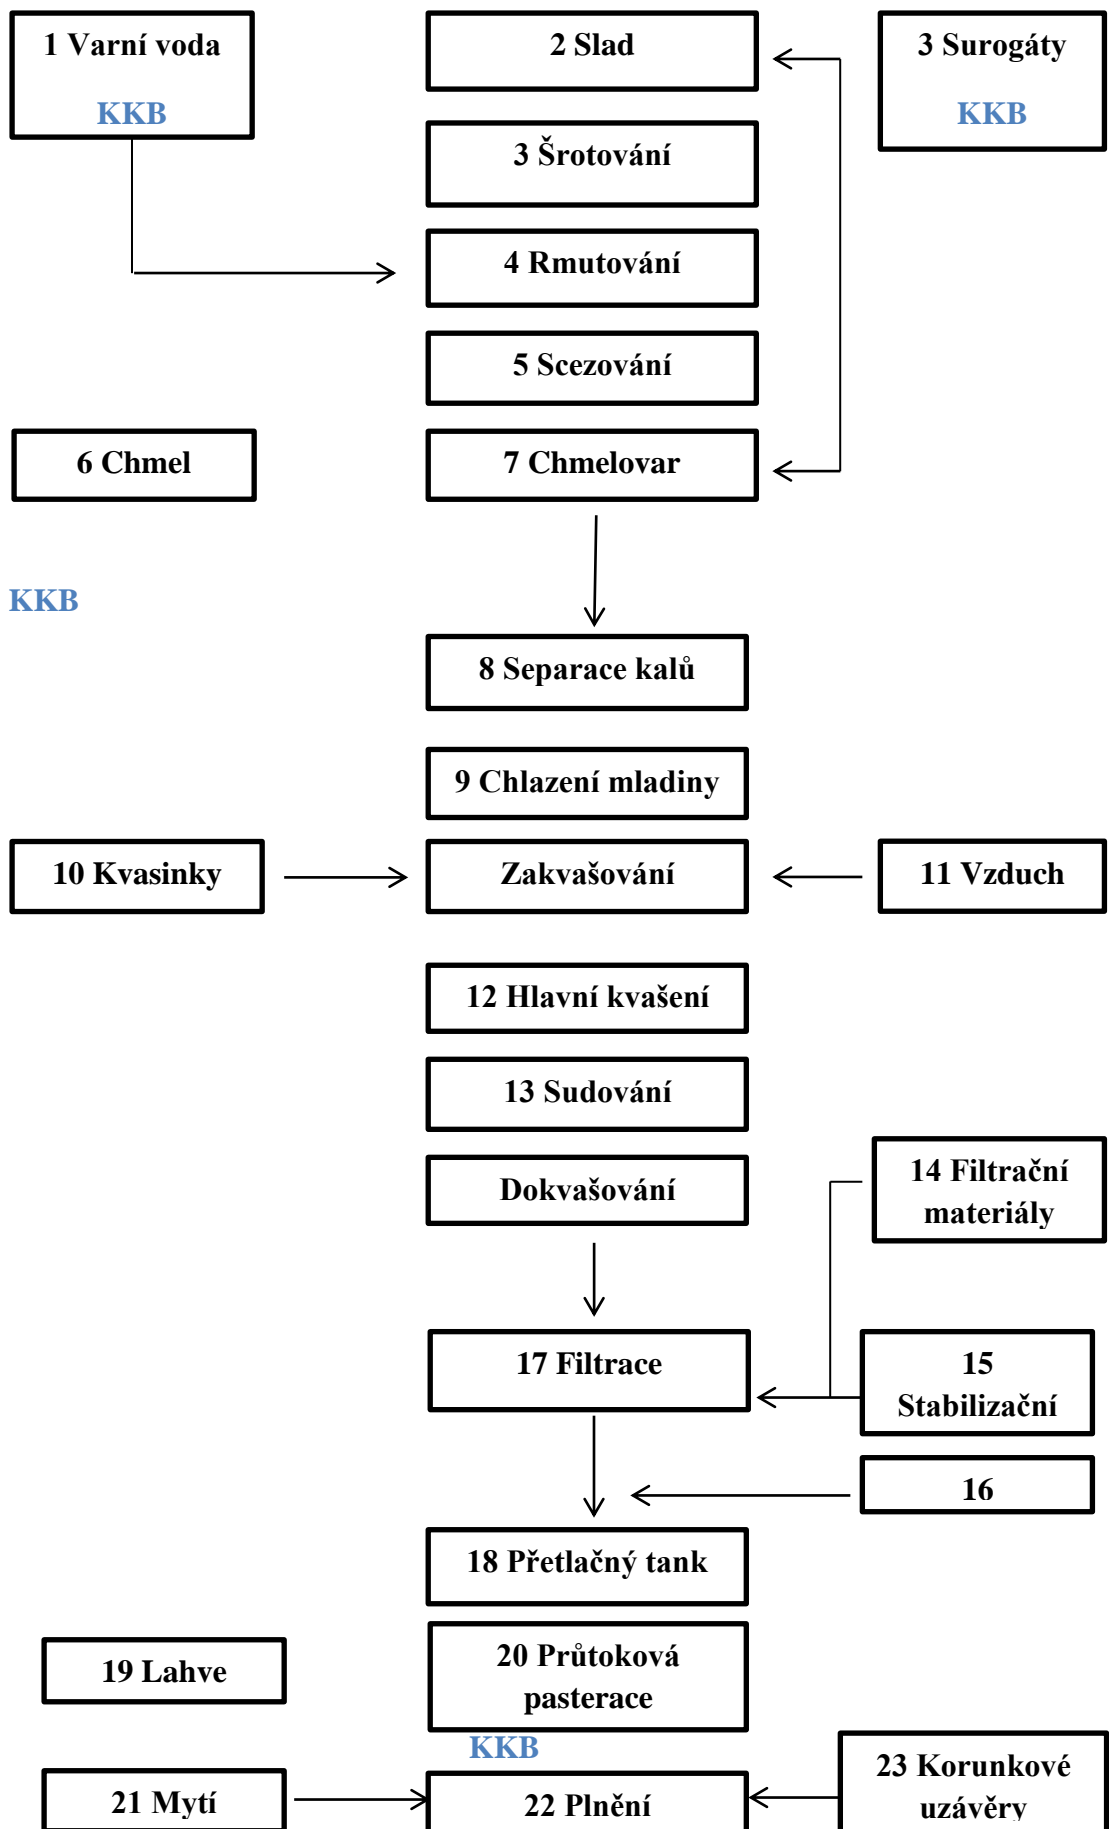 1 Varní voda
KKB
2 Slad
3 Surogáty
KKB
3 Šrotování
4 Rmutování
5 Scezování
6 Chmel
7 Chmelovar
KKB
8 Separace kalů
9 Chlazení mladiny
10 Kvasinky
Zakvašování
11 Vzduch
12 Hlavní kvašení
13 Sudování
Dokvašování
14 Filtrační
materiály
17 Filtrace
15
Stabilizační
16
18 Přetlačný tank
19 Lahve
20 Průtoková
pasterace
KKB
21 Mytí
22 Plnění
23 Korunkové
uzávěry